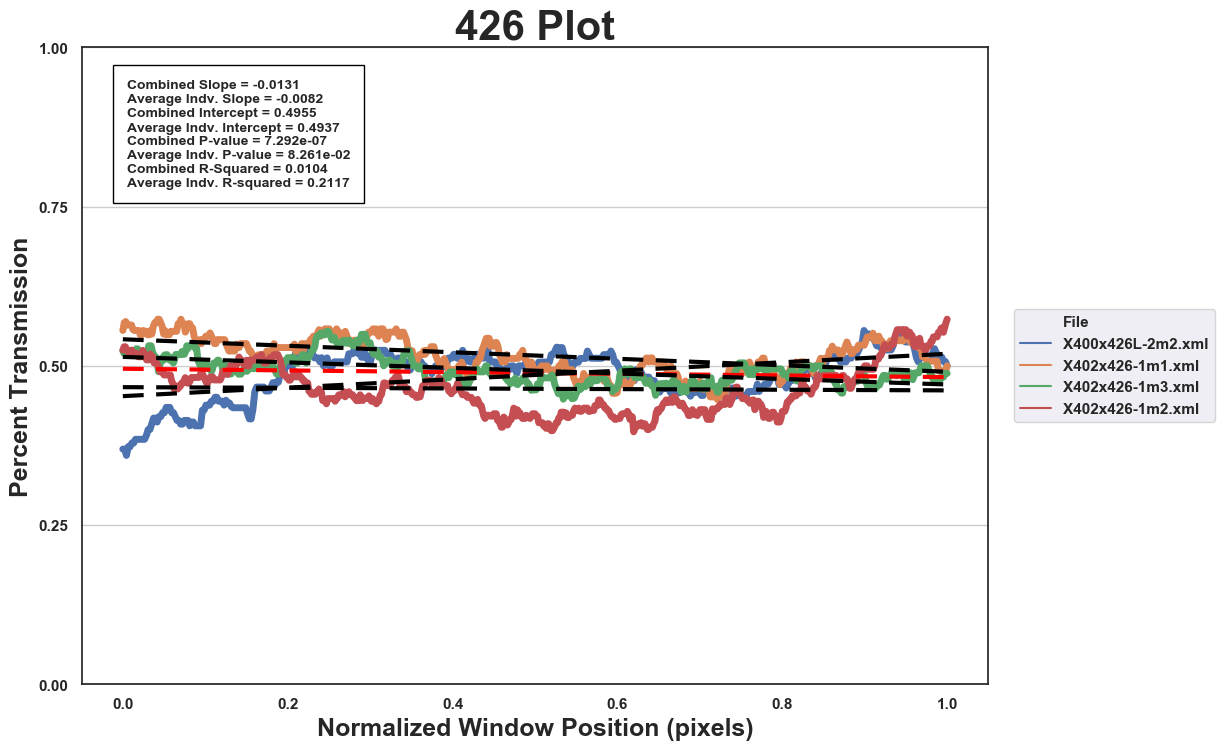 426 Plot
1.00
0.75
0.50
0.25
0.00
Percent Transmission
Combined Slope = -0.0131
Average Indv. Slope = -0.0082
Combined Intercept = 0.4955
Average Indv. Intercept = 0.4937
Combined P-value = 7.292e-07
Average Indv. P-value = 8.261e-02
Combined R-Squared = 0.0104
Average Indv. R-squared = 0.2117
0.0 0.2 0.4 0.6 0.8 1.0
Normalized Window Position (pixels)
File
X400x426L-2m2.xml
X402x426-1m1.xml
X402x426-1m3.xml
X402x426-1m2.xml